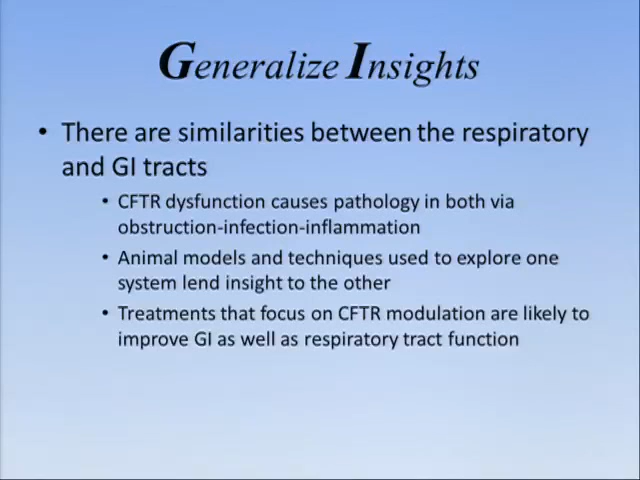 Generalize Insights
• There are similarities between the respiratory
and GI tracts
• CFTR dysfunction causes pathology in both via
obstruction-infection-inflammation
• Animal models and techniques used to explore one
system lend insight to the other
• Treatments that focus on CFTR modulation are likely to
improve GI as well as respiratory tract function